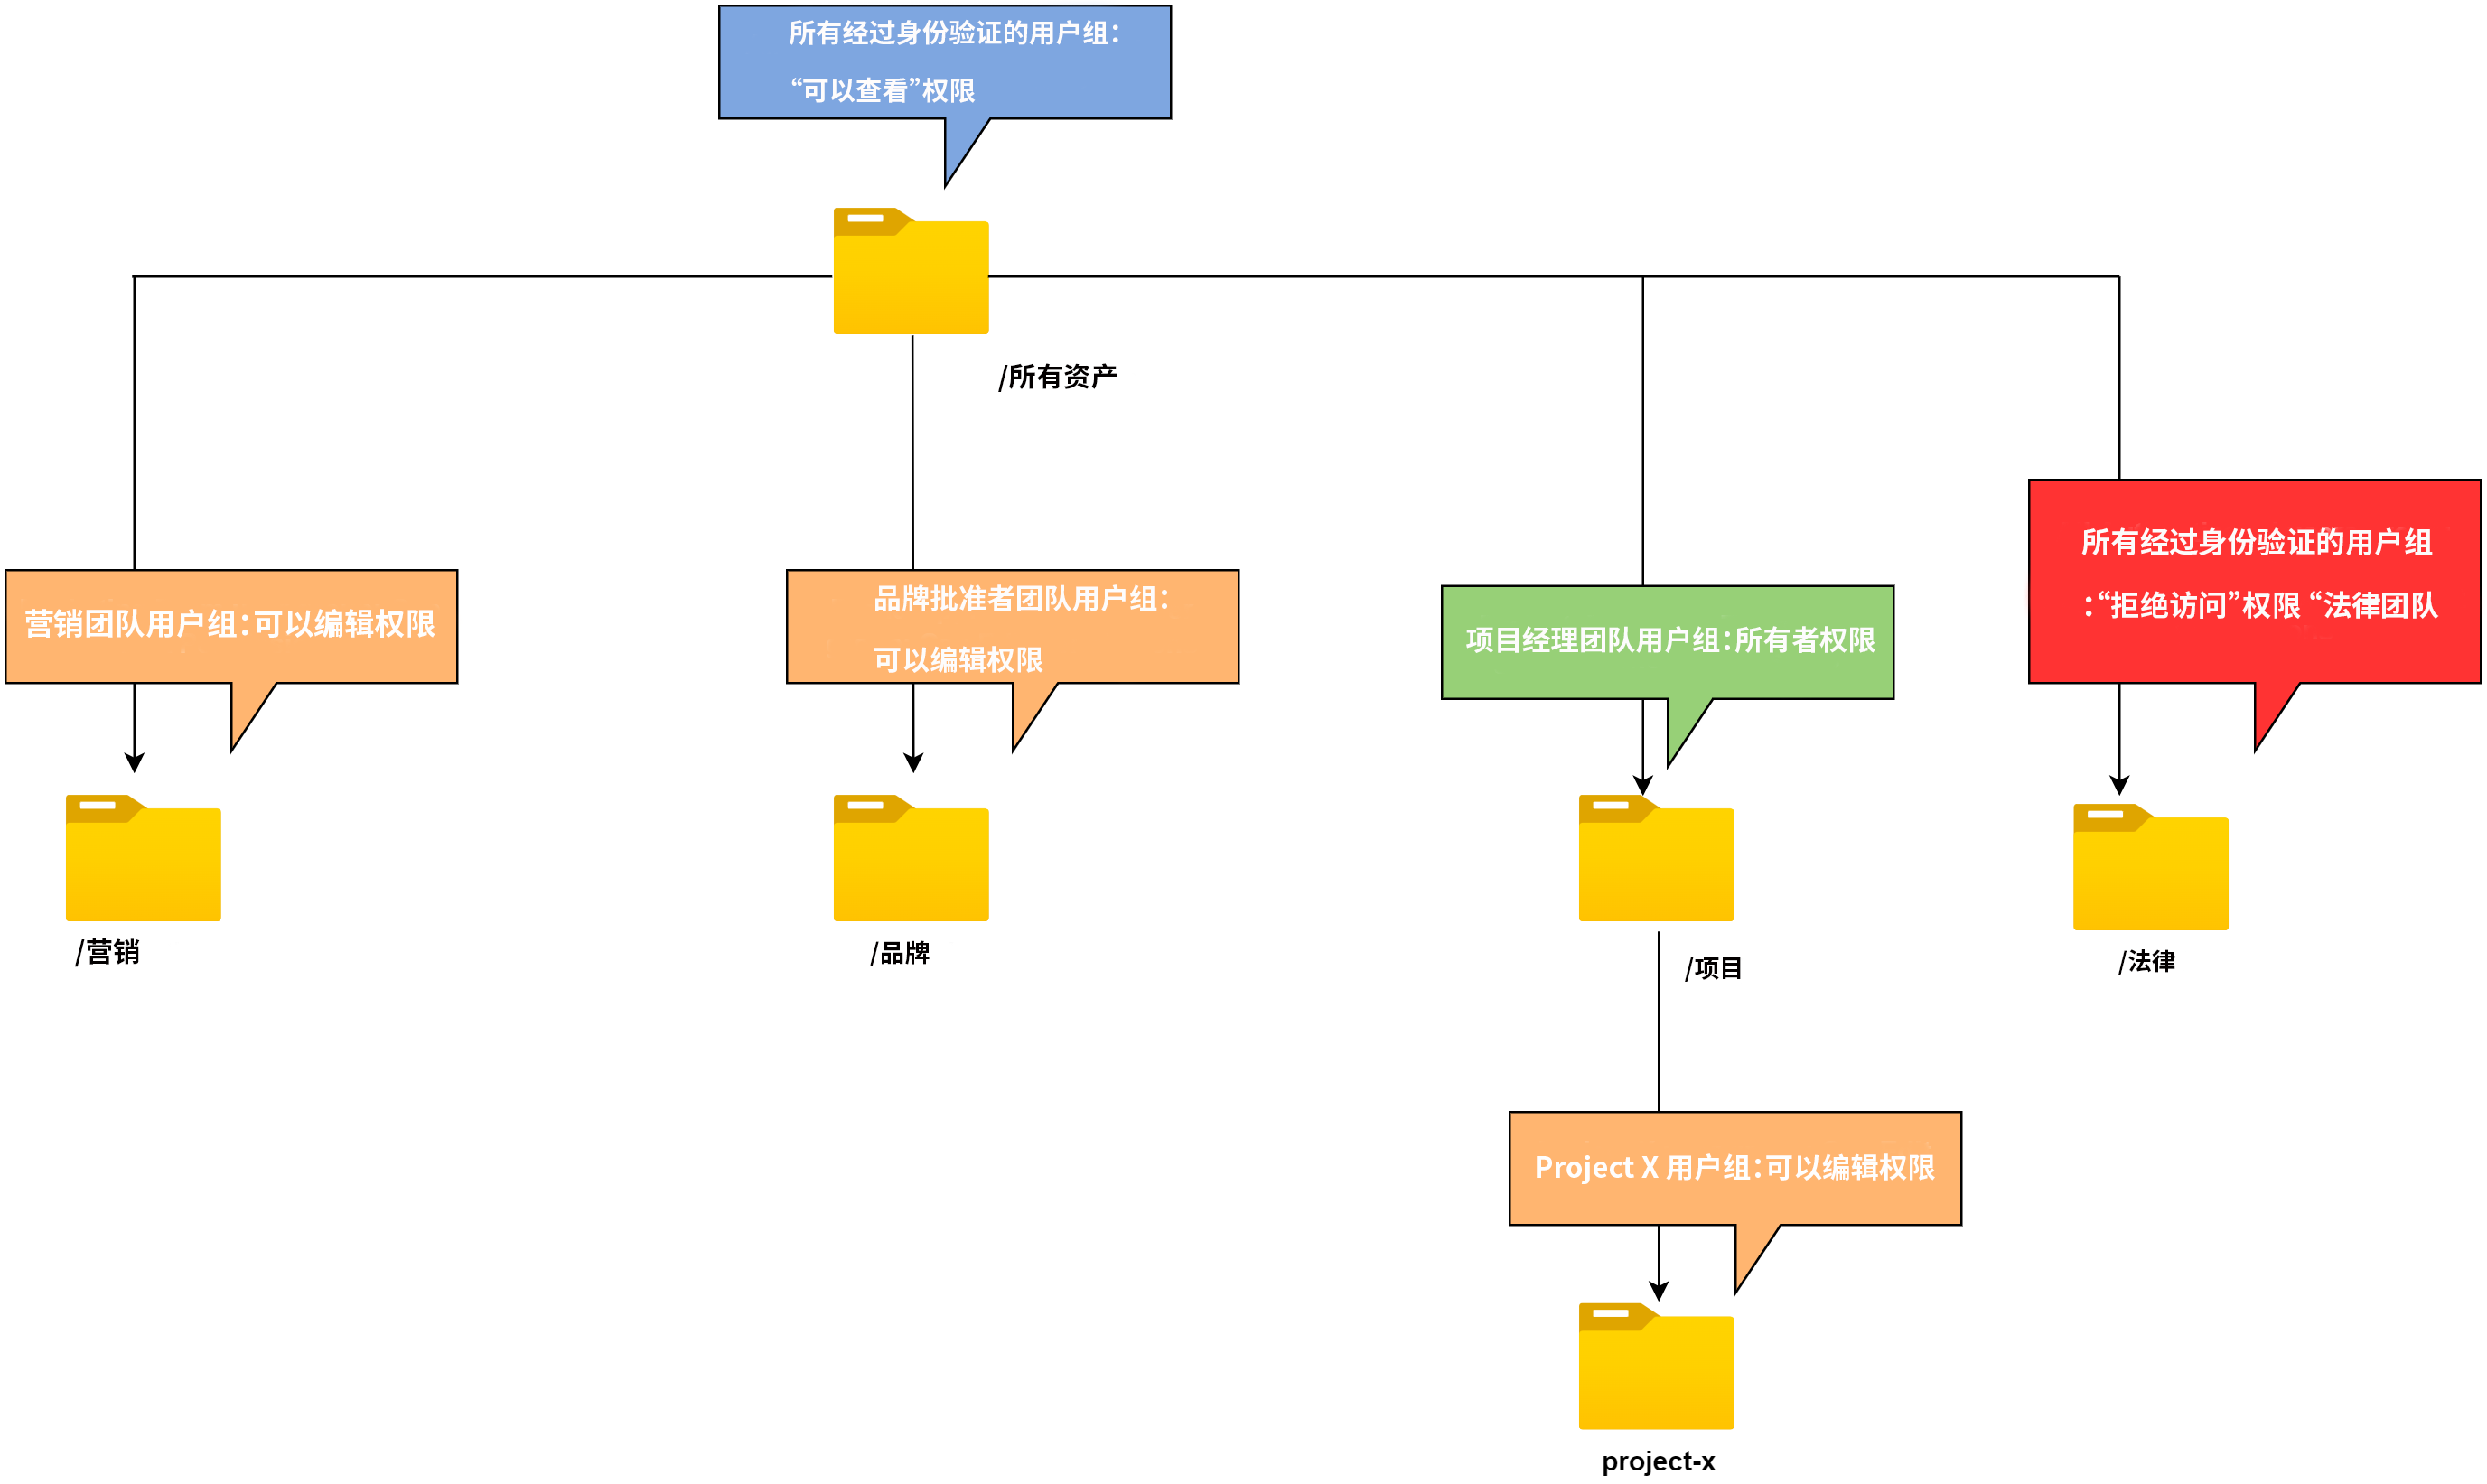 所有经过身份验证的用户组：
“可以查看”权限
/所有资产
营销团队用户组：可以编辑权限
品牌批准者团队用户组：
可以编辑权限
项目经理团队用户组：所有者权限
所有经过身份验证的用户组
：“拒绝访问”权限 “法律团队
/营销
/品牌
/项目
/法律
Project X 用户组：可以编辑权限
project-x